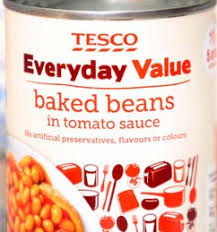 TESCO
Everyday Value
baked beans
in tomato sauce
No artificial preservatives, flavours or colours